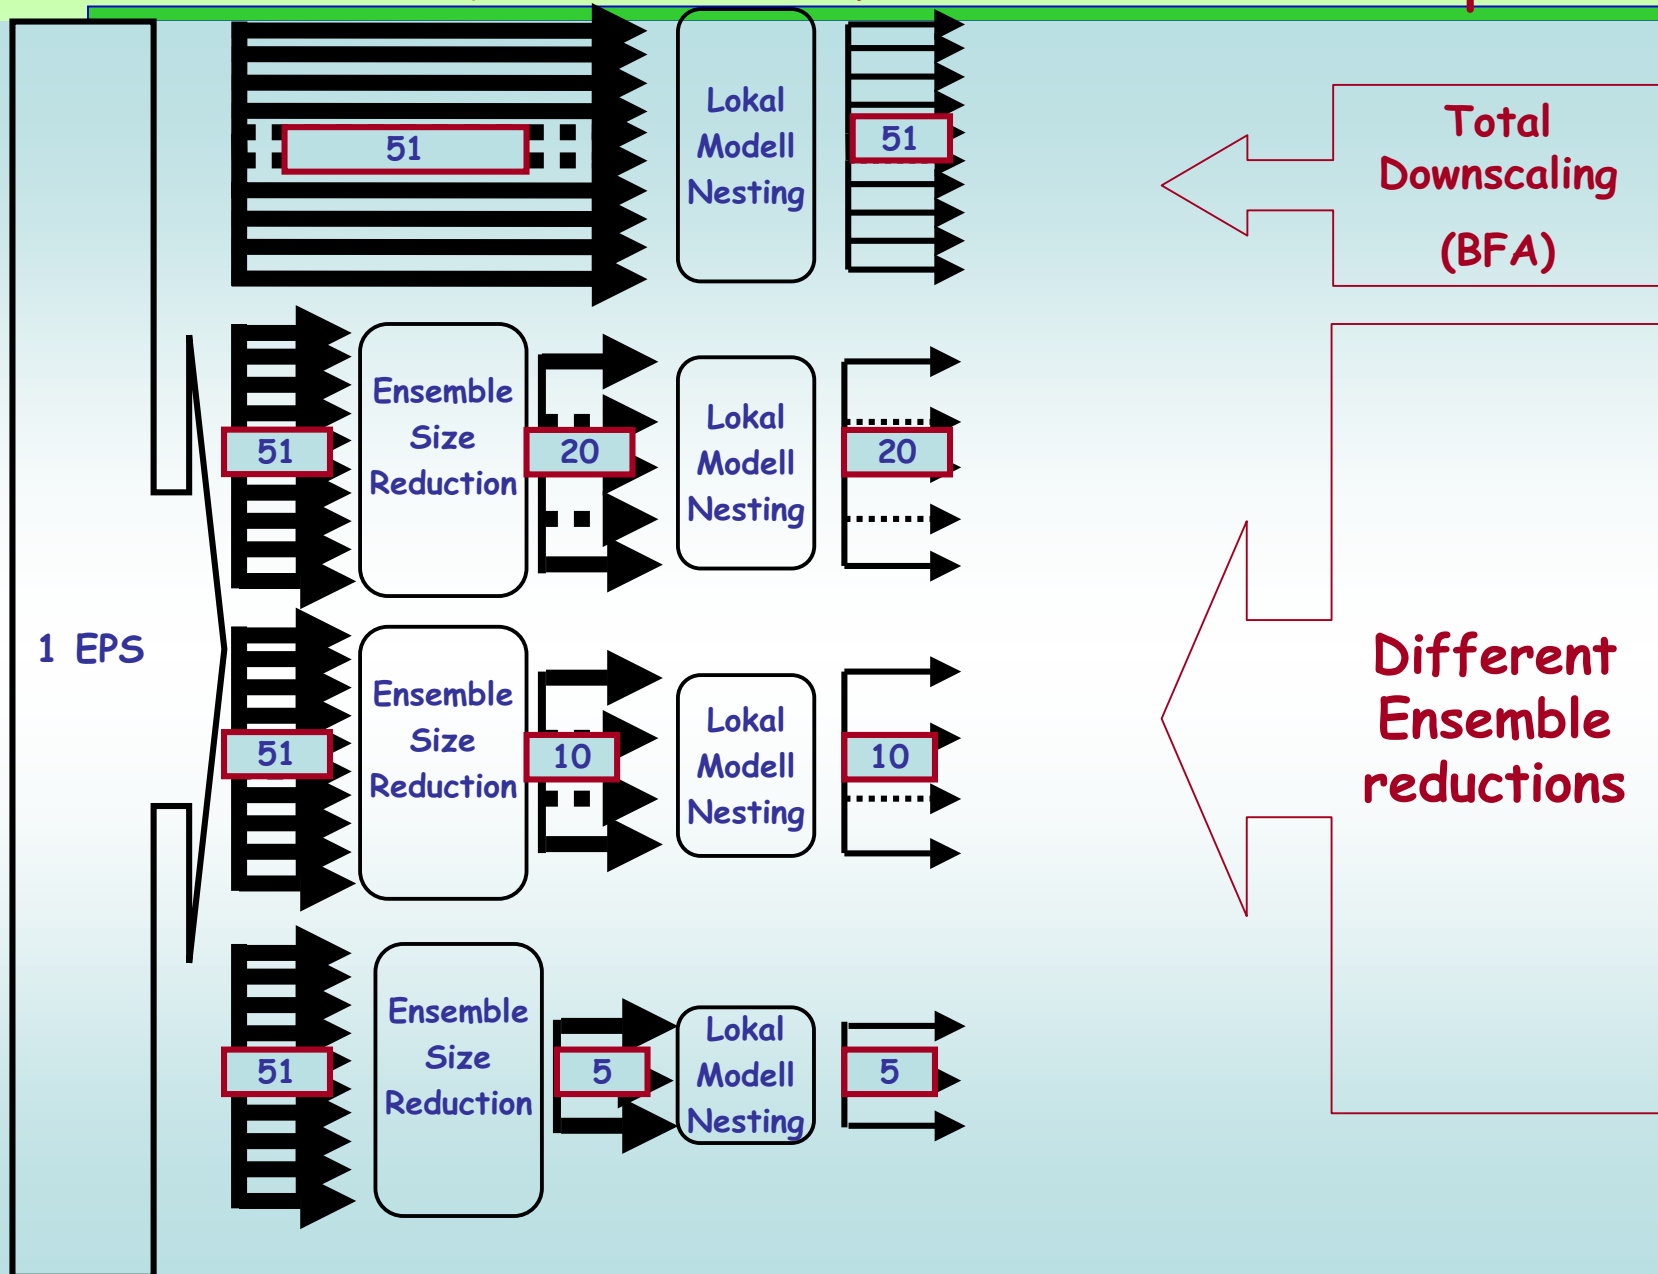 51
Lokal
Modell
Nesting
51
Total
Downscaling
(BFA)
1 EPS
51
Ensemble
Size
Reduction
20
Lokal
Modell
Nesting
20
51
Ensemble
Size
Reduction
10
Lokal
Modell
Nesting
10
Different
Ensemble
reductions
51
Ensemble
Size
Reduction
5
Lokal
Modell
Nesting
5